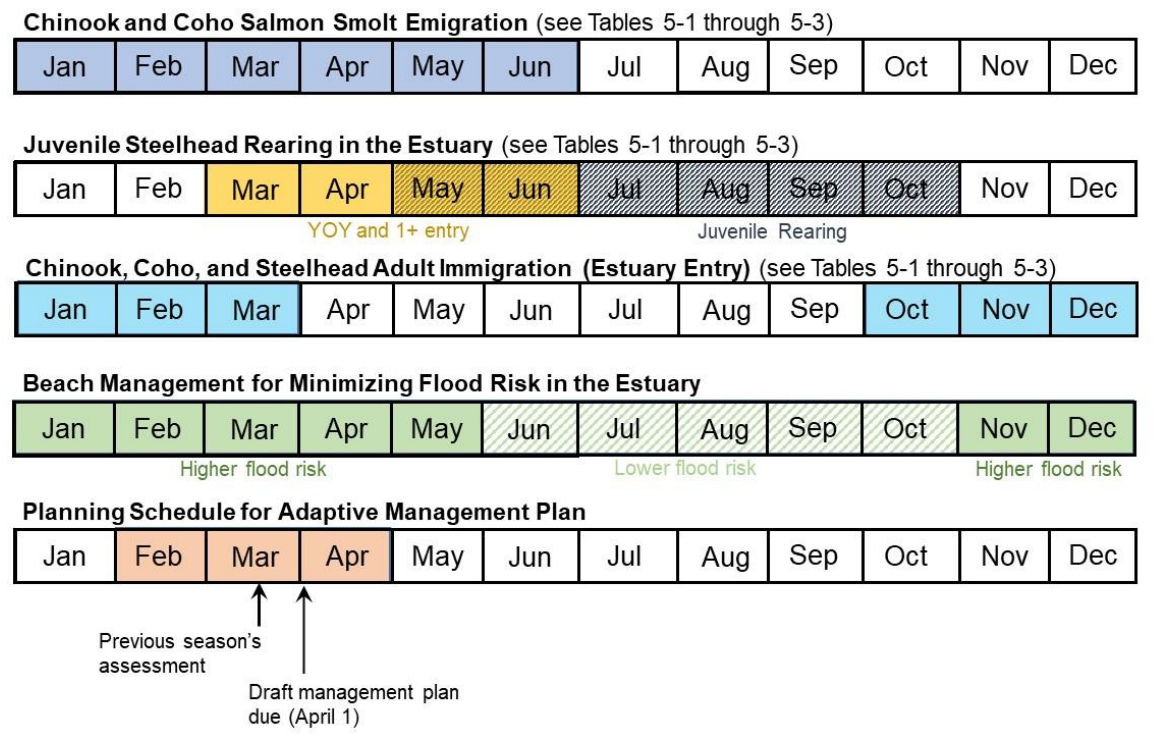 Chinook and Coho Salmon Smolt Emigration (see Tables 5-1 through 5-3)
Jan Feb Mar Apr May Jun Jul Aug Sep Oct Nov Dec
Juvenile Steelhead Rearing in the Estuary (see Tables 5-1 through 5-3)
Jan Feb Mar Apr May Jun Jul Aug Sep Oct Nov Dec
YOY and 1+ entry Juvenile Rearing
Chinook, Coho, and Steelhead Adult Immigration (Estuary Entry) (see Tables 5-1 through 5-3)
Jan Feb Mar Apr May Jun Jul Aug Sep Oct Nov Dec
Beach Management for Minimizing Flood Risk in the Estuary
Jan Feb Mar Apr May Jun Jul Aug Sep Oct Nov Dec
Higher flood risk Lower flood risk Higher flood risk
Planning Schedule for Adaptive Management Plan
Jan Feb Mar Apr May Jun Jul Aug Sep Oct Nov Dec
Previous season's
assessment
Draft management plan
due (April 1)